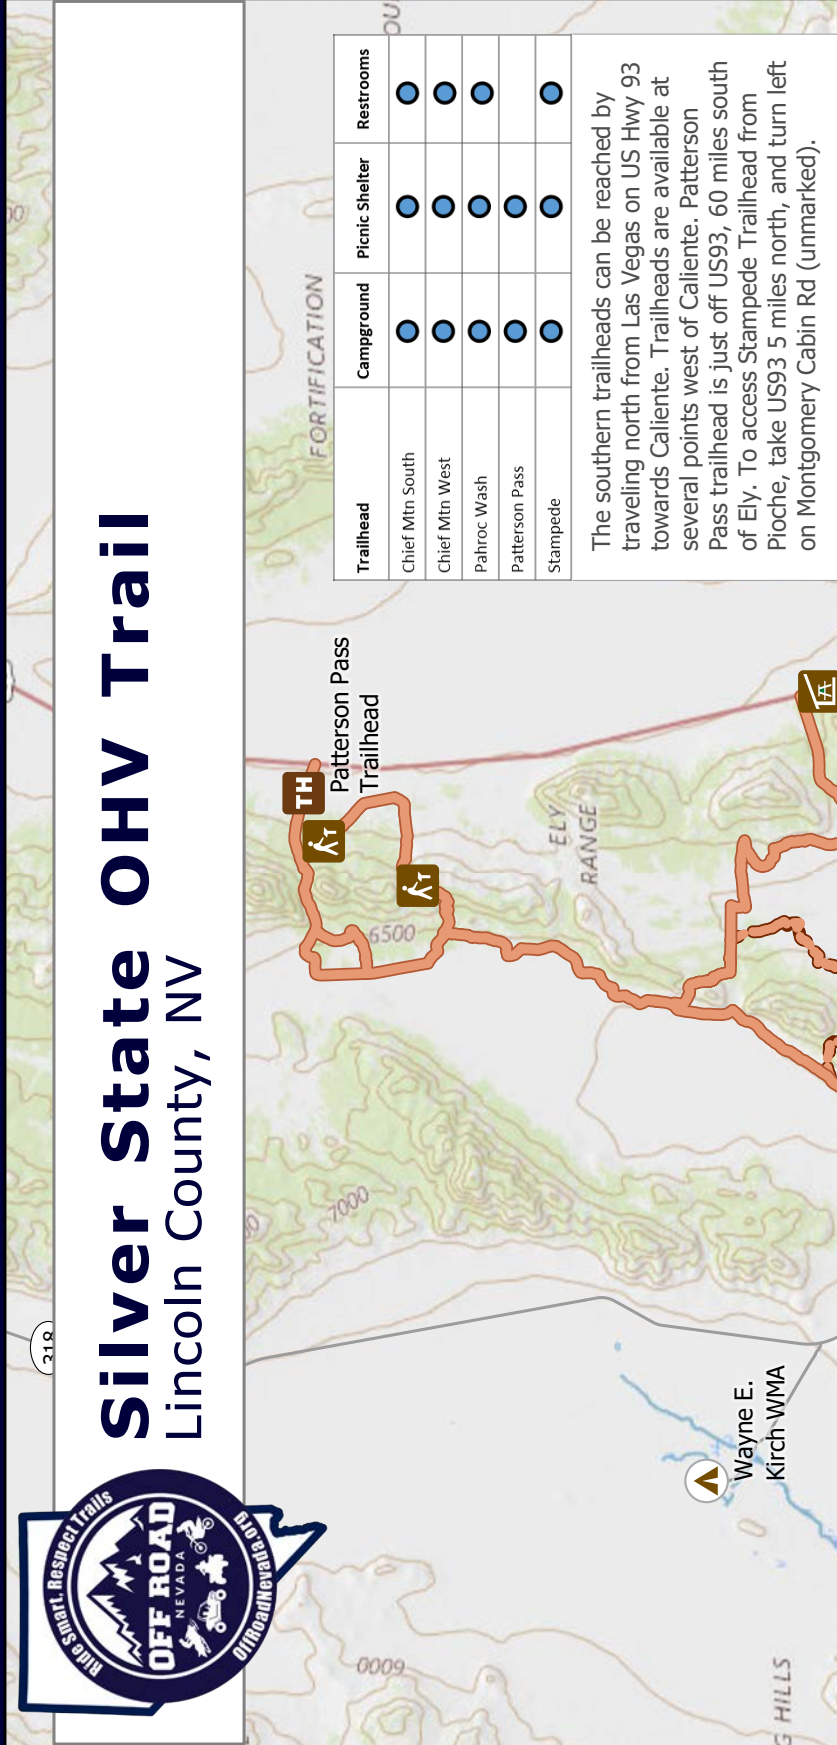 Silver State OHV Trail
Lincoln County, NV
Ride Smart. Respect Trails
OFF ROAD
NEVADA
OffRoadNevada.org
318
Trailhead Campground Picnic Shelter Restrooms
Chief Mtn South
Chief Mtn West
Pahroc Wash
Patterson Pass
Stampede
The southern trailheads can be reached by
traveling north from Las Vegas on US Hwy 93
towards Caliente. Trailheads are available at
several points west of Caliente. Patterson
Pass trailhead is just off US93, 60 miles south
of Ely. To access Stampede Trailhead from
Pioche, take US93 5 miles north, and turn left
on Montgomery Cabin Rd (unmarked).
FORTIFICATION
TH
Patterson Pass
Trailhead
6500
ELY
RANGE
7000
Wayne E.
Kirch WMA
6000
HILLS